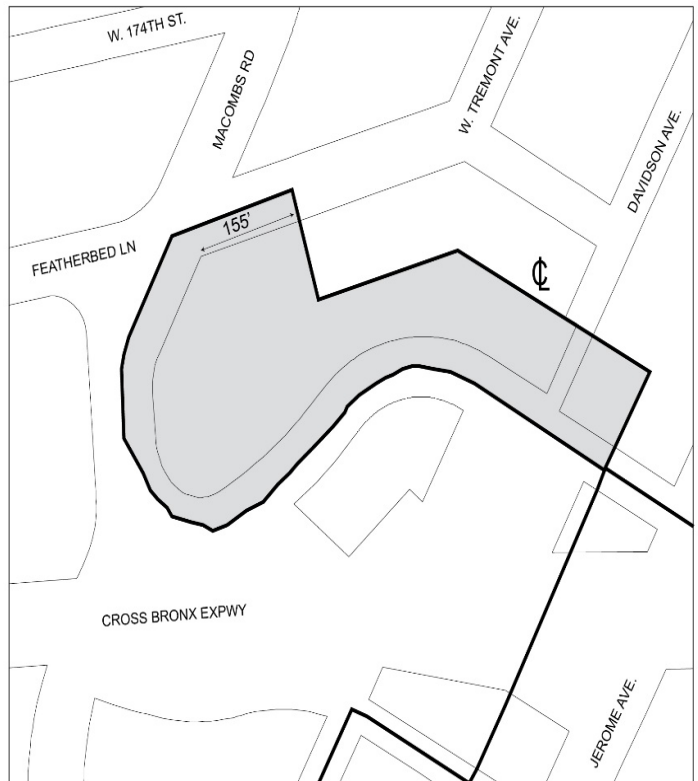 W. 174TH ST.
MACOMBS RD
W. TREMONT AVE.
DAVIDSON AVE.
155'
FEATHERBED LN
℄
CROSS BRONX EXPWY
JEROME AVE.